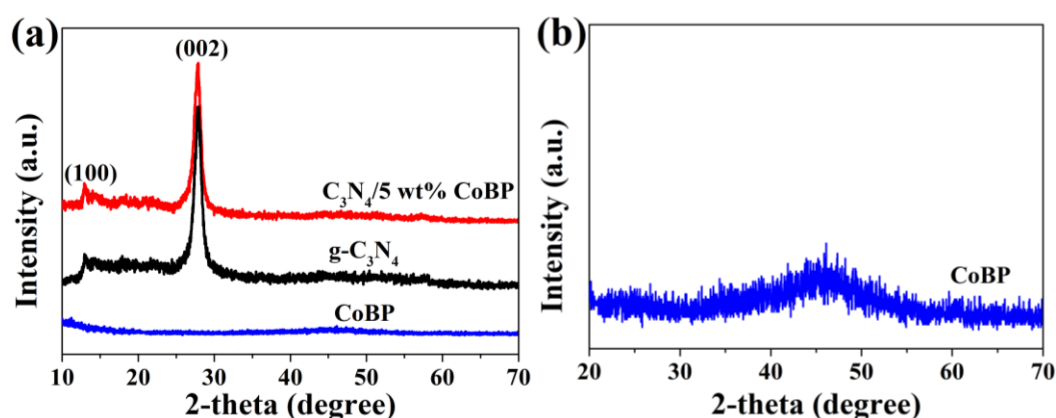 (a)
(002)
(100)
C₃N₄/5 wt% CoBP
g-C₃N₄
CoBP
Intensity (a.u.)
10 20 30 40 50 60 70
2-theta (degree)
(b)
CoBP
Intensity (a.u.)
20 30 40 50 60 70
2-theta (degree)